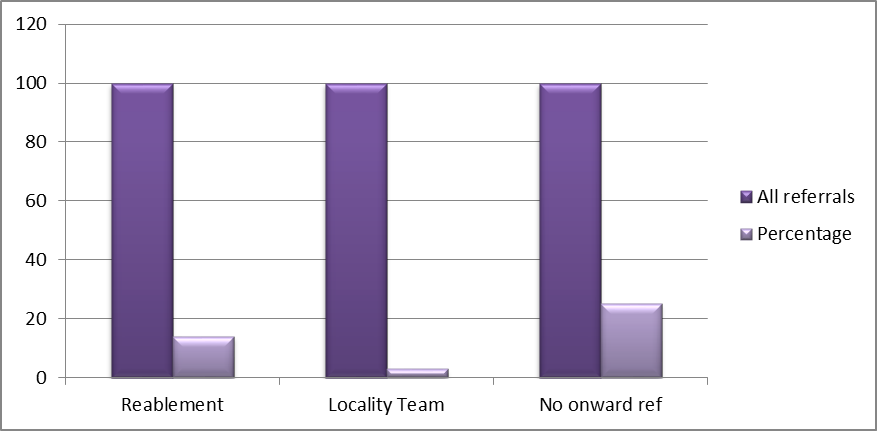 120
100
80
60
40
20
0
Reablement
Locality Team
No onward ref
All referrals
Percentage